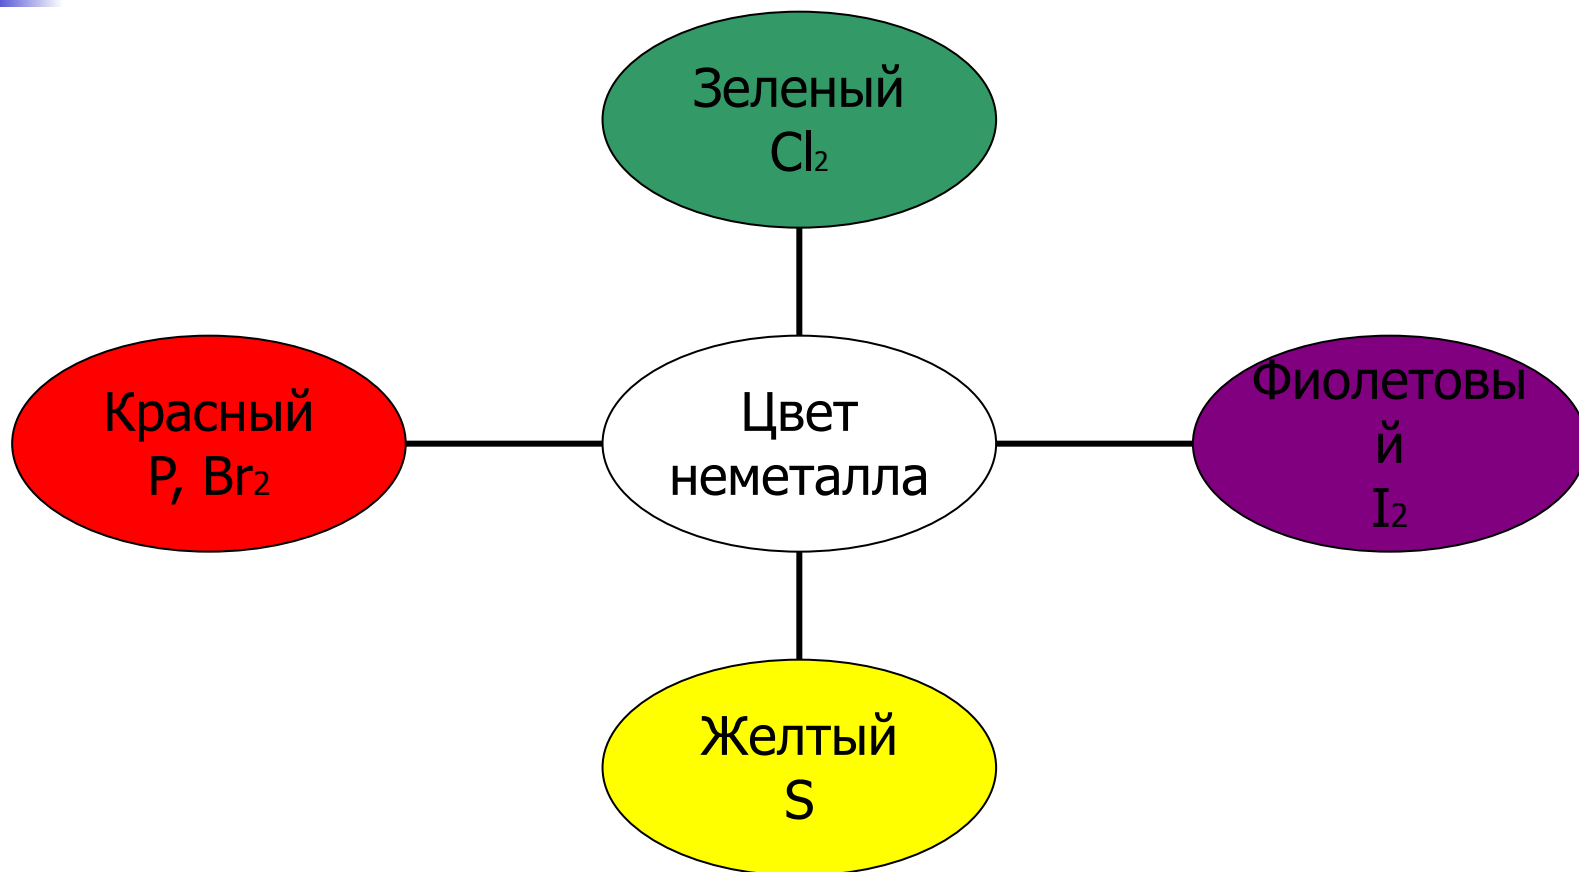 Зеленый
Cl₂
Красный
P, Br₂
Цвет
неметалла
Фиолетовы
й
I₂
Желтый
S